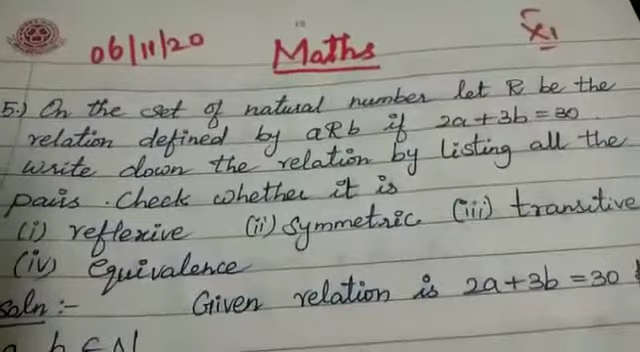 06/11/20
Maths
XI
5.) On the set of natural number let R be the
relation defined by aRb if 2a+3b=30.
write down the relation by listing all the
pairs. Check whether it is
(i) reflexive (ii) Symmetric (iii) transitive
(iv) equivalence
Soln:- Given relation is 2a+3b=30
a, b ∈ N